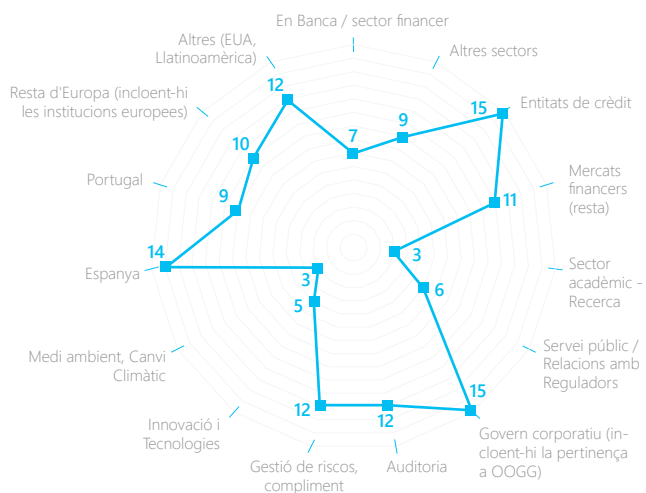 En Banca / sector financer
7
Altres sectors
9
Entitats de crèdit
15
Mercats
financers
(resta)
11
Sector
acadèmic -
Recerca
3
Servei públic /
Relacions amb
Reguladors
6
Govern corporatiu (in-
cloent-hi la pertinença
a OOGG)
15
Auditoria
12
Gestió de riscos,
compliment
12
Innovació i
Tecnologies
5
Medi ambient, Canvi
Climàtic
3
Espanya
14
Portugal
9
Resta d'Europa (incloent-hi
les institucions europees)
10
Altres (EUA,
Llatinoamèrica)
12